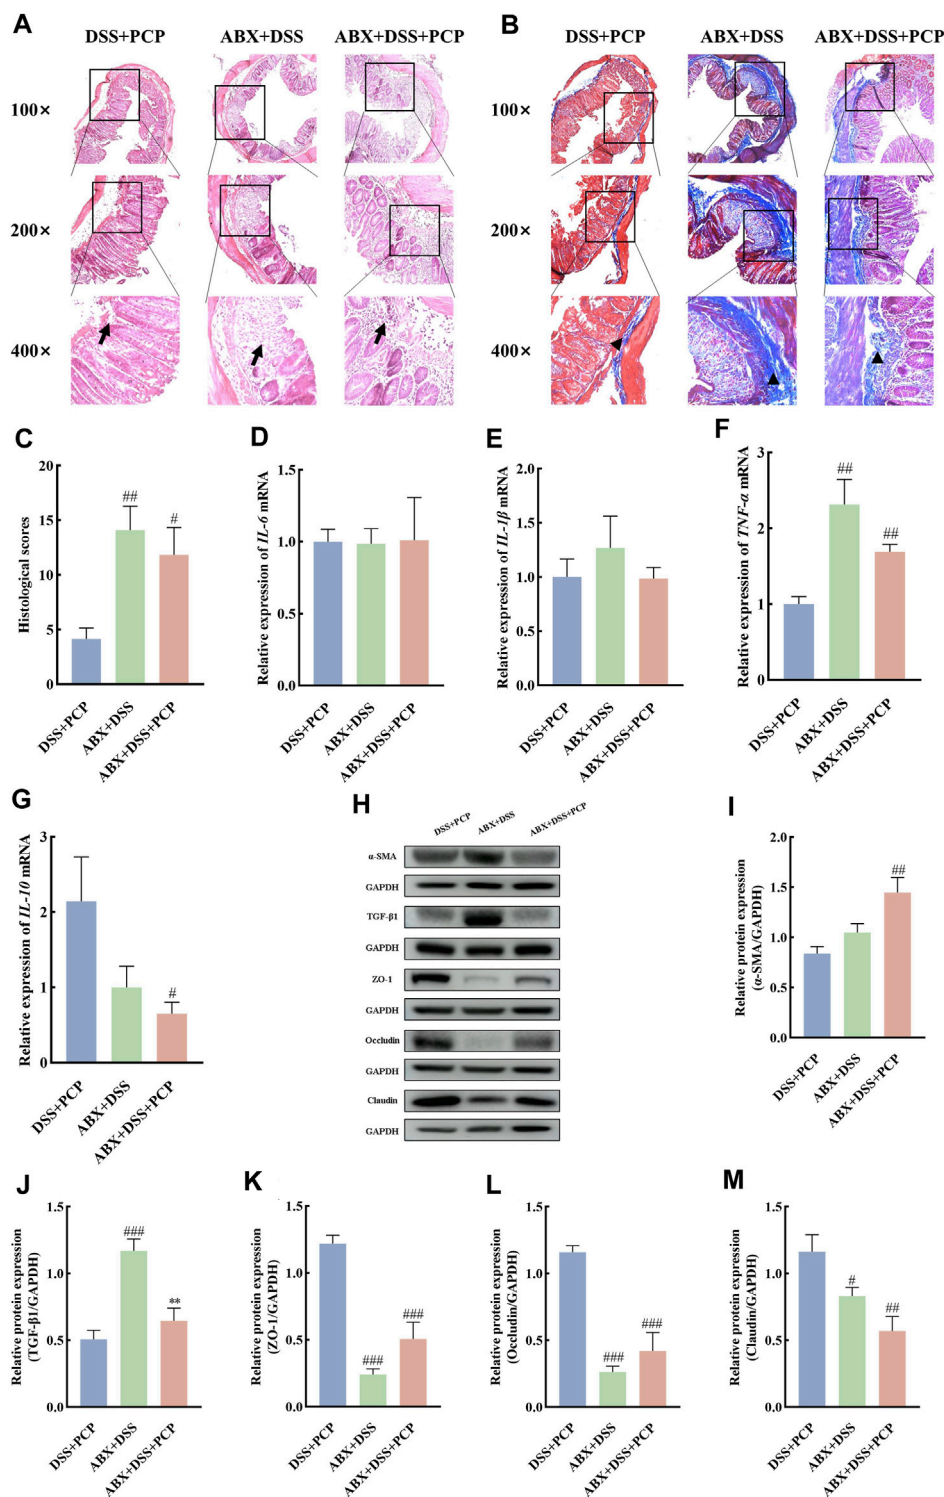 A
DSS+PCP ABX+DSS ABX+DSS+PCP
100×
200×
400×
B
DSS+PCP ABX+DSS ABX+DSS+PCP
100×
200×
400×
C
Histological scores
20
15
10
5
0
##
#
DSS+PCP
ABX+DSS
ABX+DSS+PCP
D
Relative expression of IL-6 mRNA
1.5
1.0
0.5
0.0
DSS+PCP
ABX+DSS
ABX+DSS+PCP
E
Relative expression of IL-1β mRNA
2.0
1.5
1.0
0.5
0.0
DSS+PCP
ABX+DSS
ABX+DSS+PCP
F
Relative expression of TNF-α mRNA
3
2
1
0
##
##
DSS+PCP
ABX+DSS
ABX+DSS+PCP
G
Relative expression of IL-10 mRNA
3
2
1
0
#
DSS+PCP
ABX+DSS
ABX+DSS+PCP
H
DSS+PCP ABX+DSS ABX+DSS+PCP
α-SMA
GAPDH
TGF-β1
GAPDH
ZO-1
GAPDH
Occludin
GAPDH
Claudin
GAPDH
I
Relative protein expression
(α-SMA/GAPDH)
2.0
1.5
1.0
0.5
0.0
##
DSS+PCP
ABX+DSS
ABX+DSS+PCP
J
Relative protein expression
(TGF-β1/GAPDH)
1.5
1.0
0.5
0.0
###
**
DSS+PCP
ABX+DSS
ABX+DSS+PCP
K
Relative protein expression
(ZO-1/GAPDH)
1.5
1.0
0.5
0.0
###
###
DSS+PCP
ABX+DSS
ABX+DSS+PCP
L
Relative protein expression
(Occludin/GAPDH)
1.5
1.0
0.5
0.0
###
###
DSS+PCP
ABX+DSS
ABX+DSS+PCP
M
Relative protein expression
(Claudin/GAPDH)
1.5
1.0
0.5
0.0
#
##
DSS+PCP
ABX+DSS
ABX+DSS+PCP